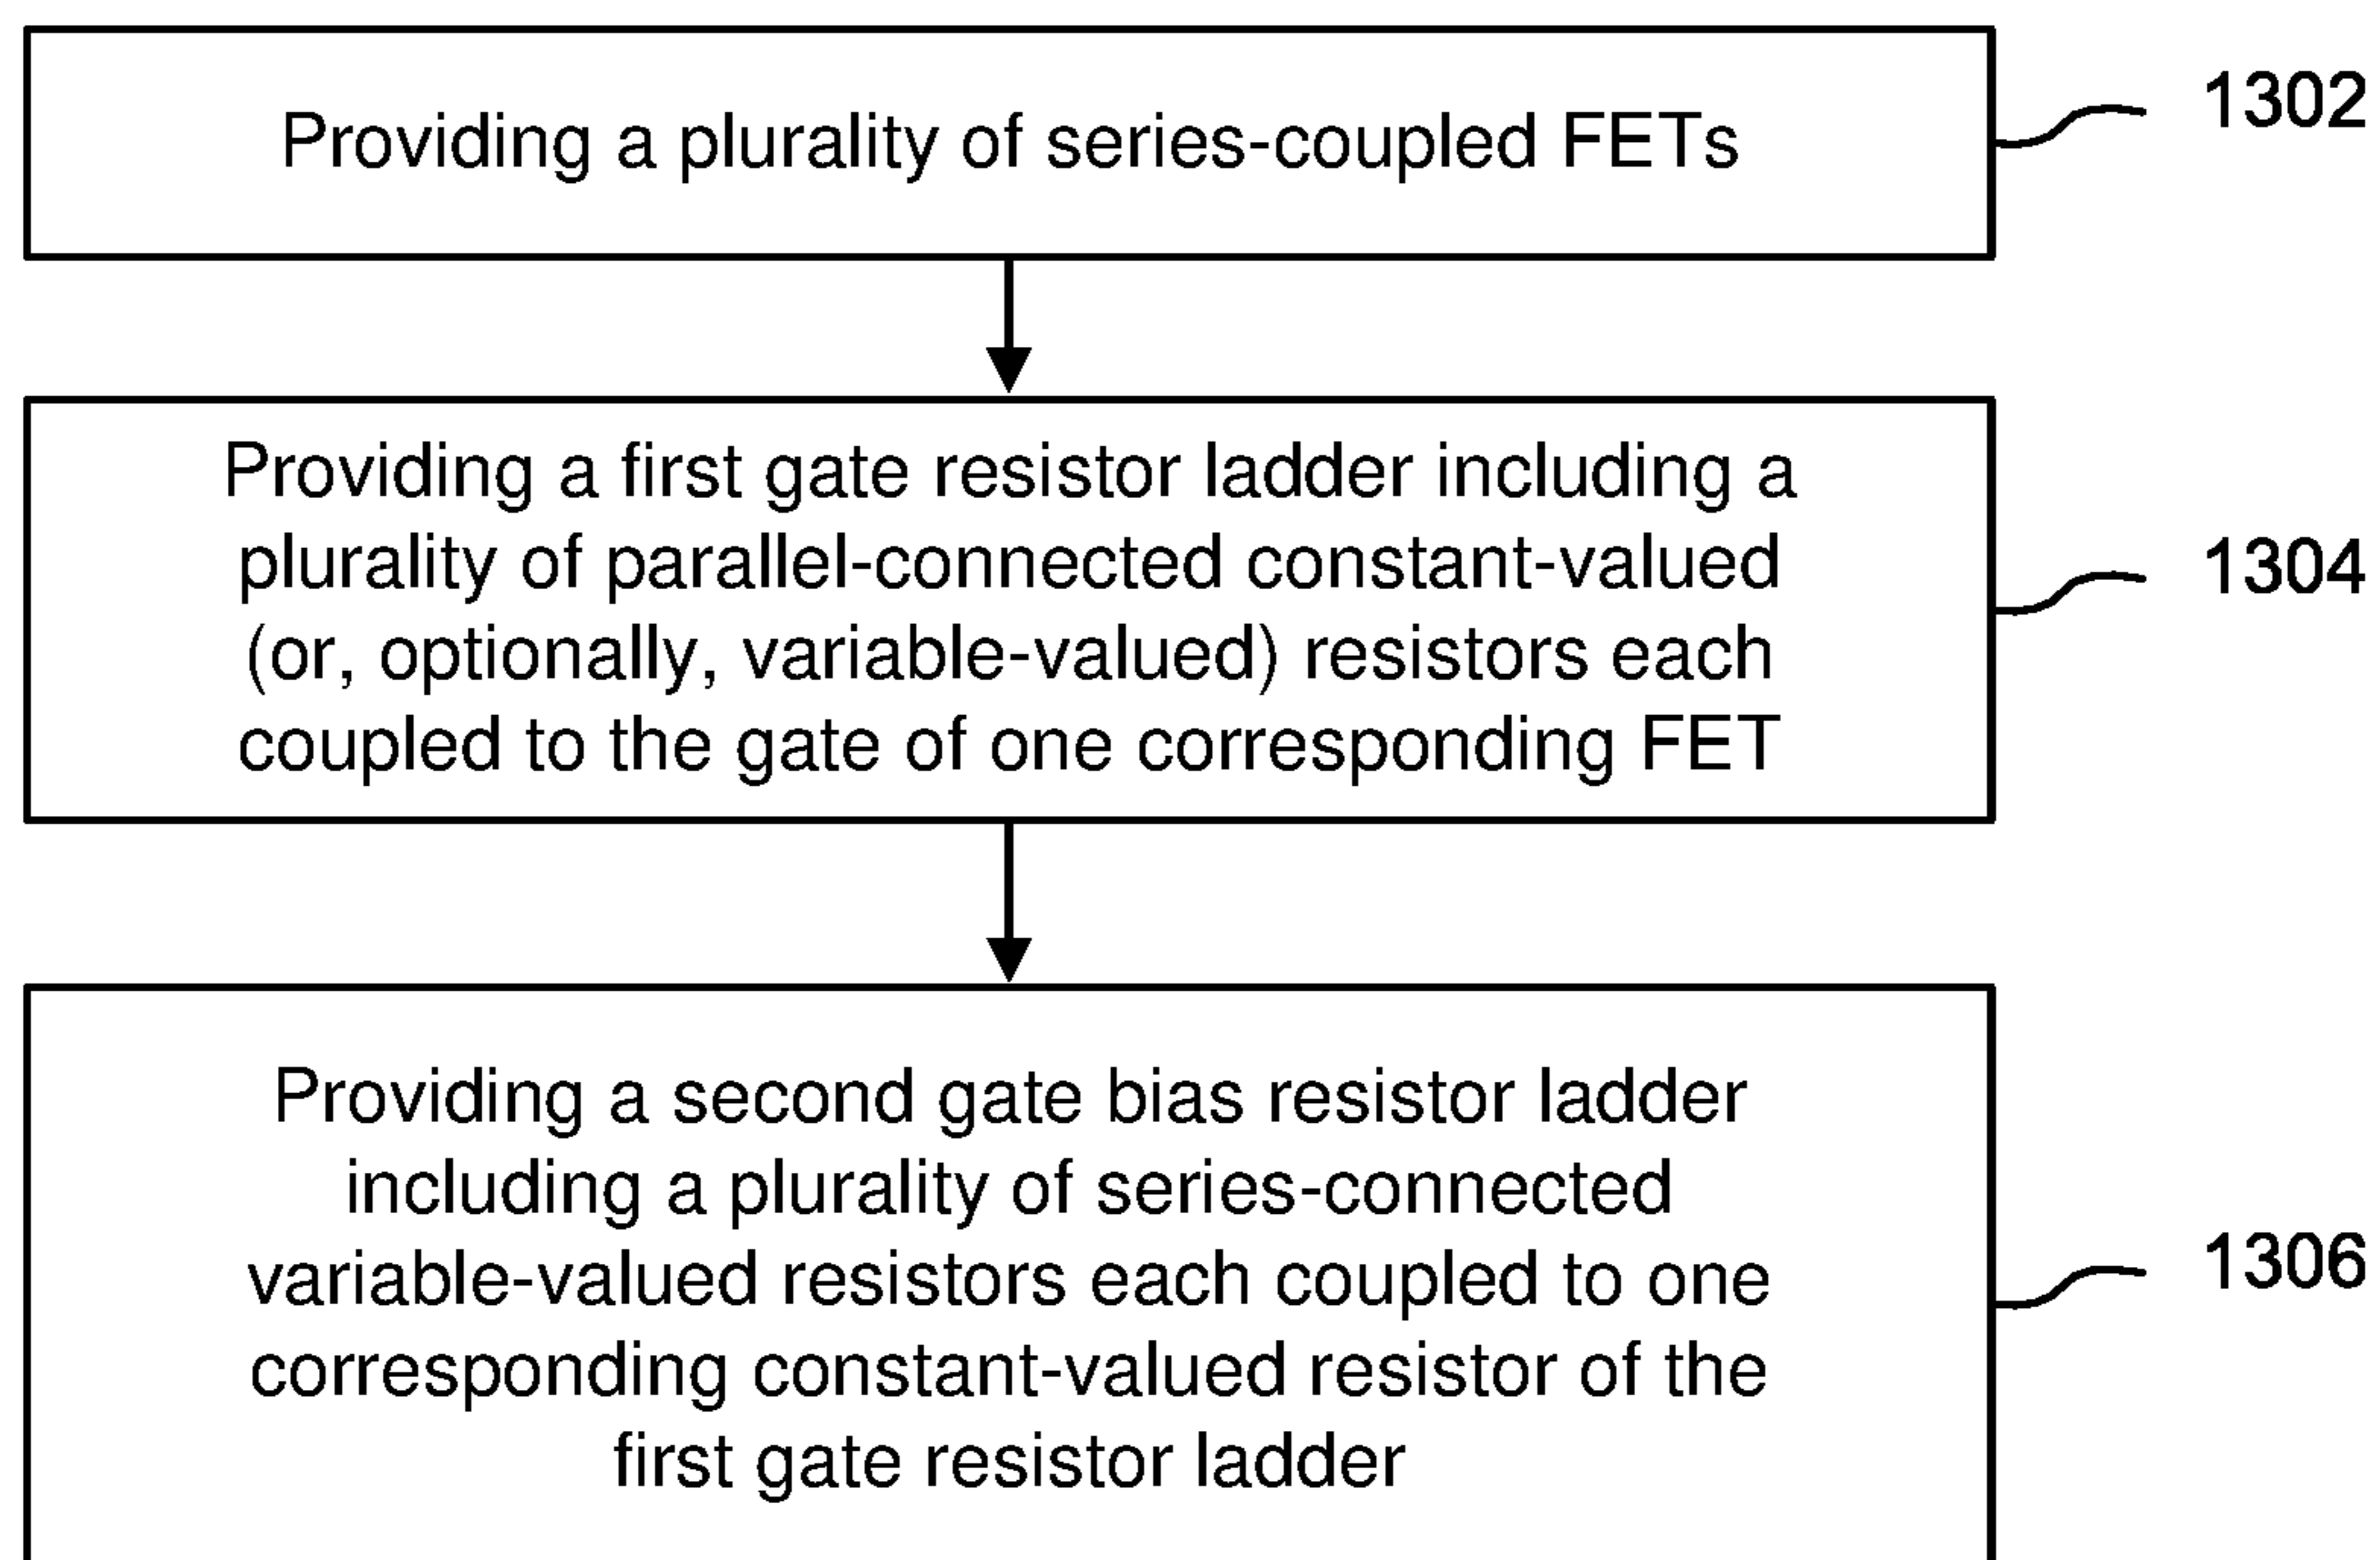 Providing a plurality of series-coupled FETs
1302
Providing a first gate resistor ladder including a
plurality of parallel-connected constant-valued
(or, optionally, variable-valued) resistors each
coupled to the gate of one corresponding FET
1304
Providing a second gate bias resistor ladder
including a plurality of series-connected
variable-valued resistors each coupled to one
corresponding constant-valued resistor of the
first gate resistor ladder
1306